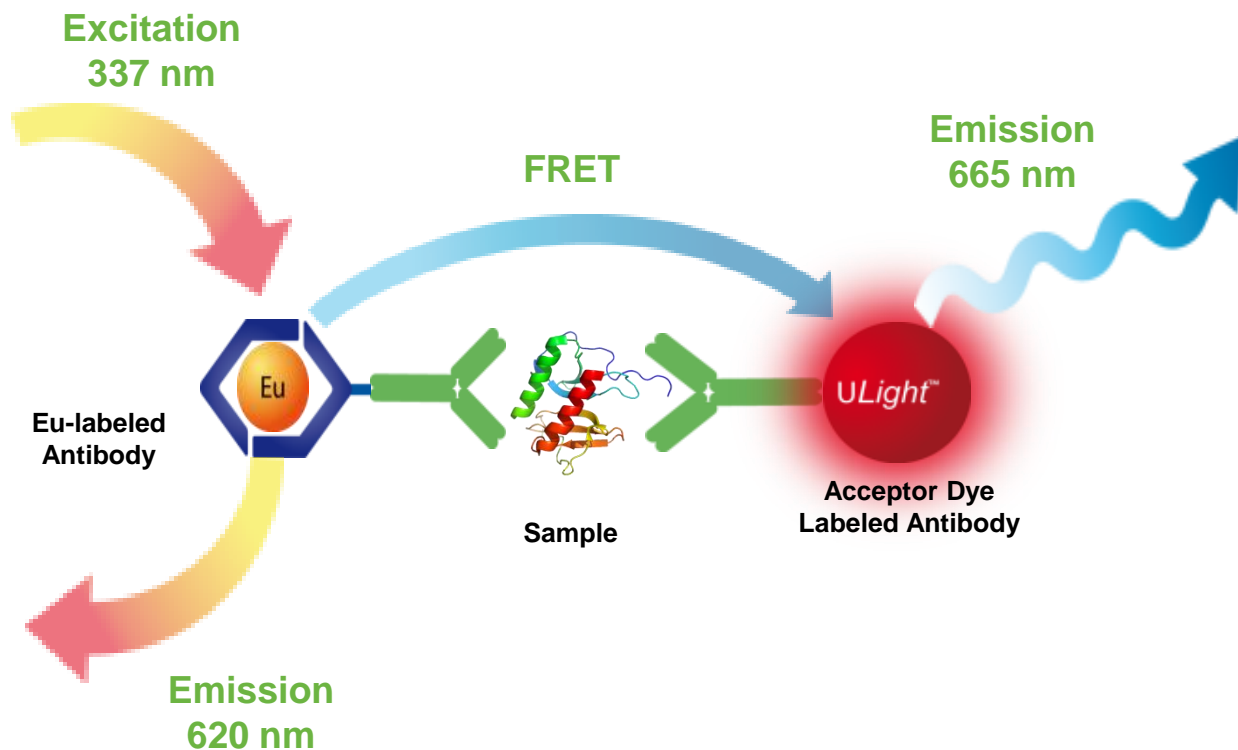 Excitation
337 nm
Emission
665 nm
FRET
Eu
ULight™
Eu-labeled
Antibody
Sample
Acceptor Dye
Labeled Antibody
Emission
620 nm